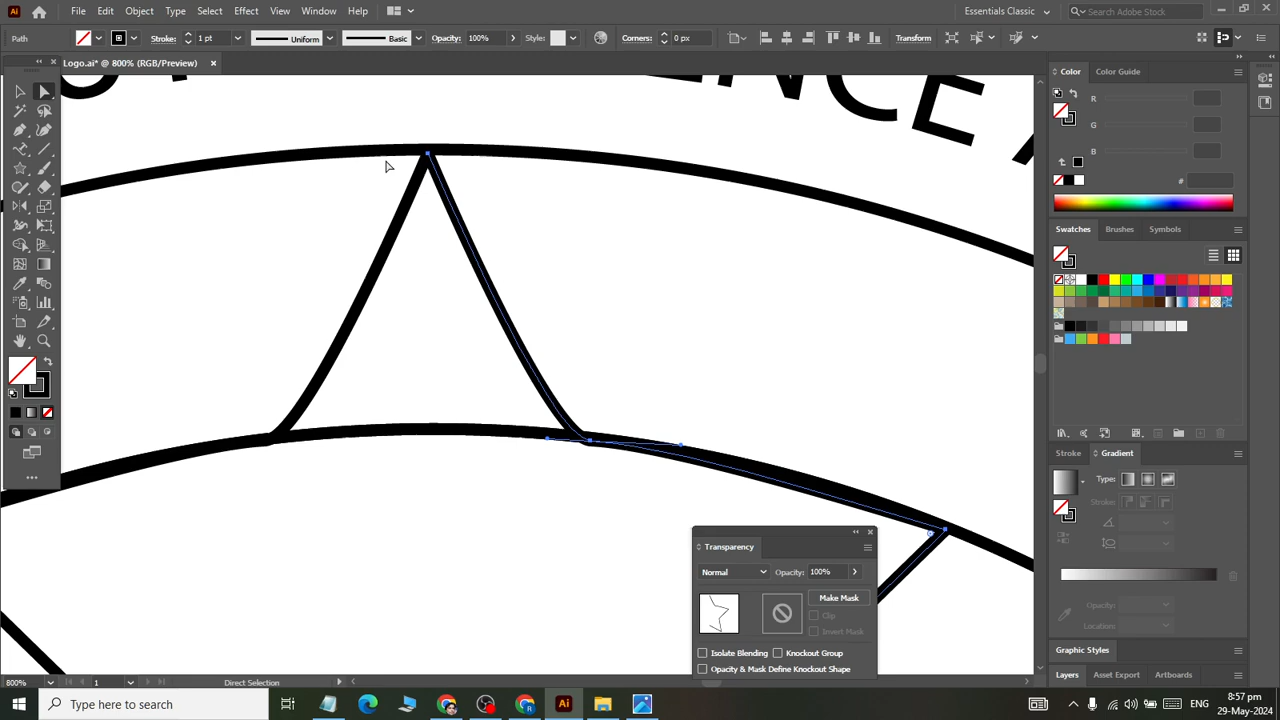 Ai File Edit Object Type Select Effect View Window Help Essentials Classic Search Adobe Stock
Path Stroke: 1 pt Uniform Basic Opacity: 100% Style: Corners: 0 px Transform
Logo.ai* @ 800% (RGB/Preview)
Color Color Guide
R
G
B
#
Swatches Brushes Symbols
Stroke Gradient
Type:
Stroke:
Opacity:
Location:
Transparency
Normal Opacity: 100%
Make Mask
Clip
Invert Mask
Isolate Blending Knockout Group
Opacity & Mask Define Knockout Shape
Graphic Styles
Layers Asset Export Artboards
800% 1 Direct Selection
Type here to search
Ai
ENG
8:57 pm
29-May-2024